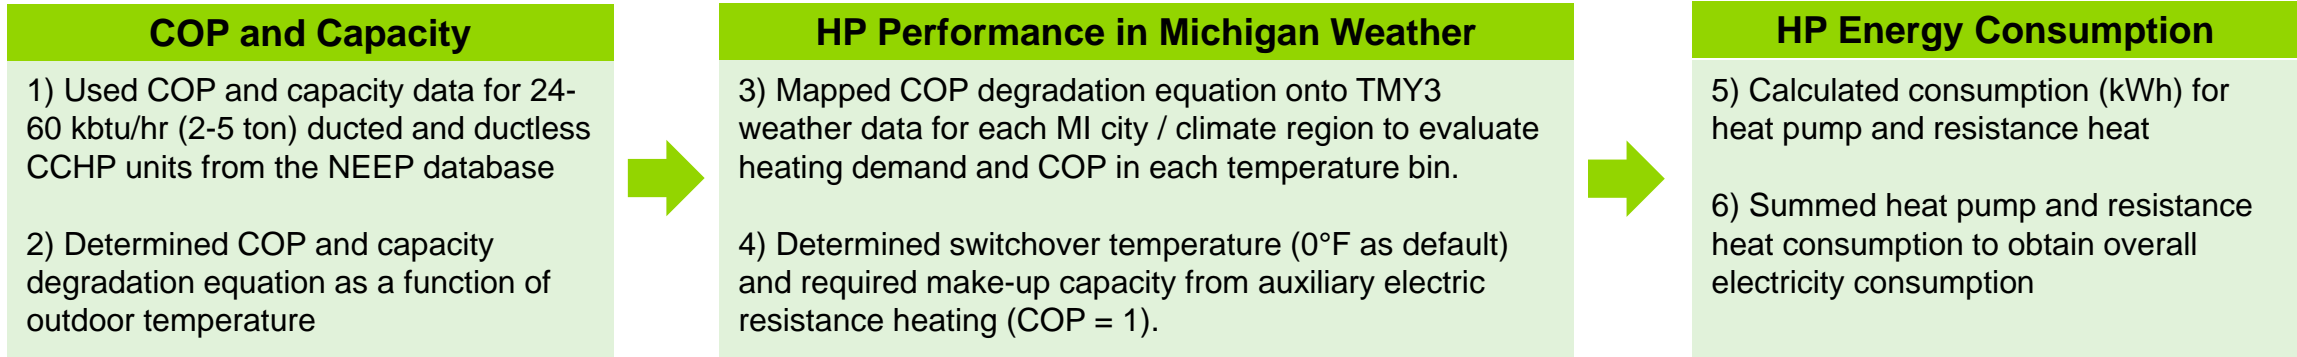 COP and Capacity
1) Used COP and capacity data for 24-
60 kbtu/hr (2-5 ton) ducted and ductless
CCHP units from the NEEP database
2) Determined COP and capacity
degradation equation as a function of
outdoor temperature
HP Performance in Michigan Weather
3) Mapped COP degradation equation onto TMY3
weather data for each MI city / climate region to evaluate
heating demand and COP in each temperature bin.
4) Determined switchover temperature (0°F as default)
and required make-up capacity from auxiliary electric
resistance heating (COP = 1).
HP Energy Consumption
5) Calculated consumption (kWh) for
heat pump and resistance heat
6) Summed heat pump and resistance
heat consumption to obtain overall
electricity consumption